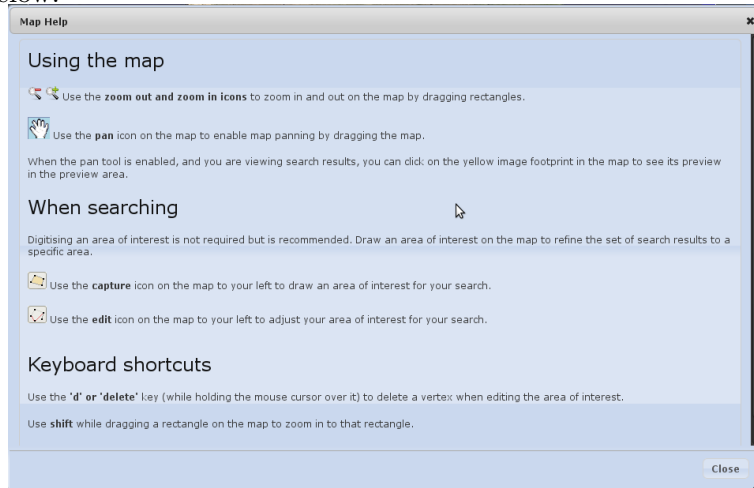 below:
Map Help
Using the map
Use the zoom out and zoom in icons to zoom in and out on the map by dragging rectangles.
Use the pan icon on the map to enable map panning by dragging the map.
When the pan tool is enabled, and you are viewing search results, you can click on the yellow image footprint in the map to see its preview
in the preview area.
When searching
Digitising an area of interest is not required but is recommended. Draw an area of interest on the map to refine the set of search results to a
specific area.
Use the capture icon on the map to your left to draw an area of interest for your search.
Use the edit icon on the map to your left to adjust your area of interest for your search.
Keyboard shortcuts
Use the 'd' or 'delete' key (while holding the mouse cursor over it) to delete a vertex when editing the area of interest.
Use shift while dragging a rectangle on the map to zoom in to that rectangle.
Close